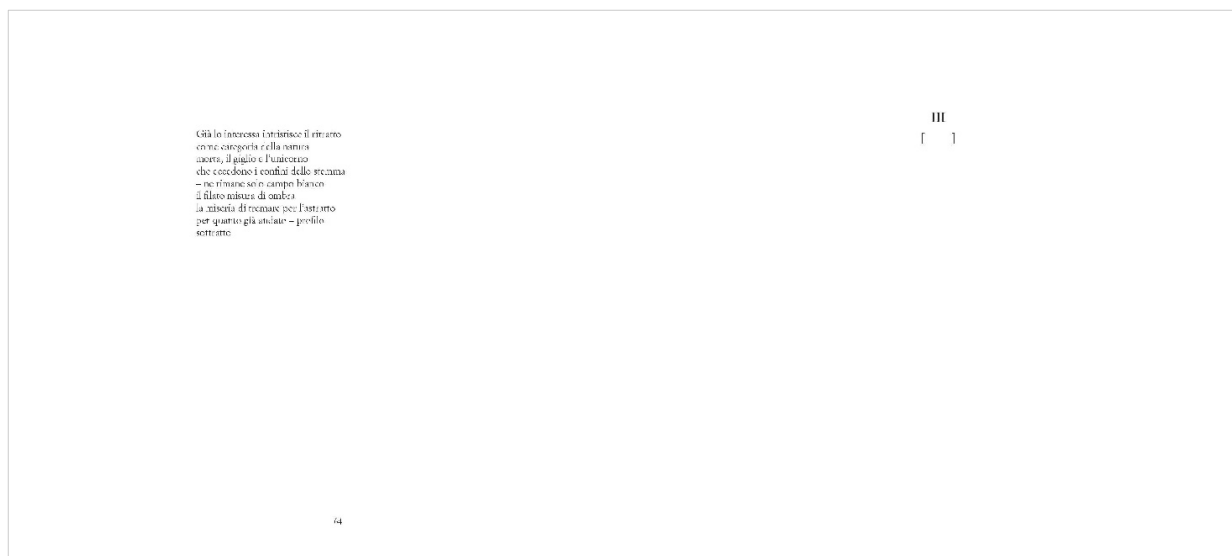 Già lo interessa intristisce il ritratto
come categoria della natura
morta, il giglio e l'unicorno
che eccedono i confini dello stemma
– ne rimane solo campo bianco
il filato misura di ombra
la miseria di tremare per l'astratto
per quanto già andato – profilo
sottratto
64
III
⌈ ⌉